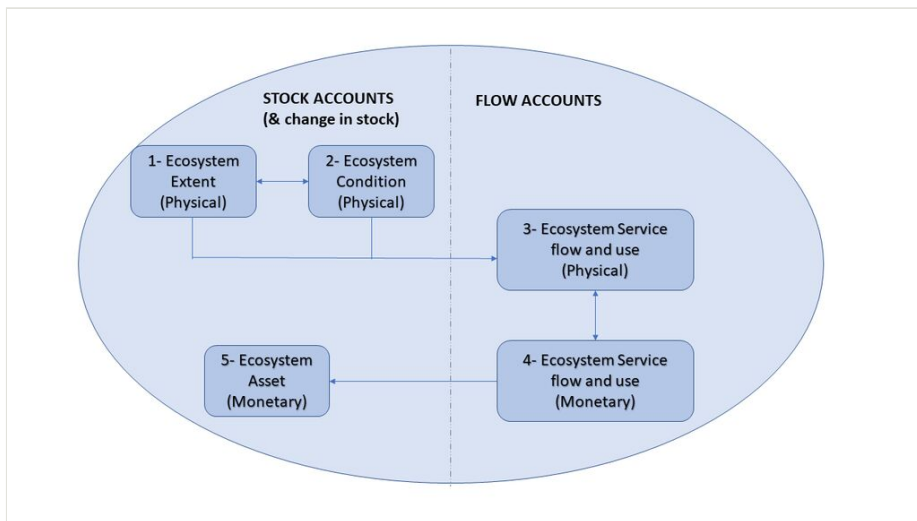 STOCK ACCOUNTS
(& change in stock)
FLOW ACCOUNTS
1- Ecosystem
Extent
(Physical)
2- Ecosystem
Condition
(Physical)
3- Ecosystem Service
flow and use
(Physical)
5- Ecosystem
Asset
(Monetary)
4- Ecosystem Service
flow and use
(Monetary)